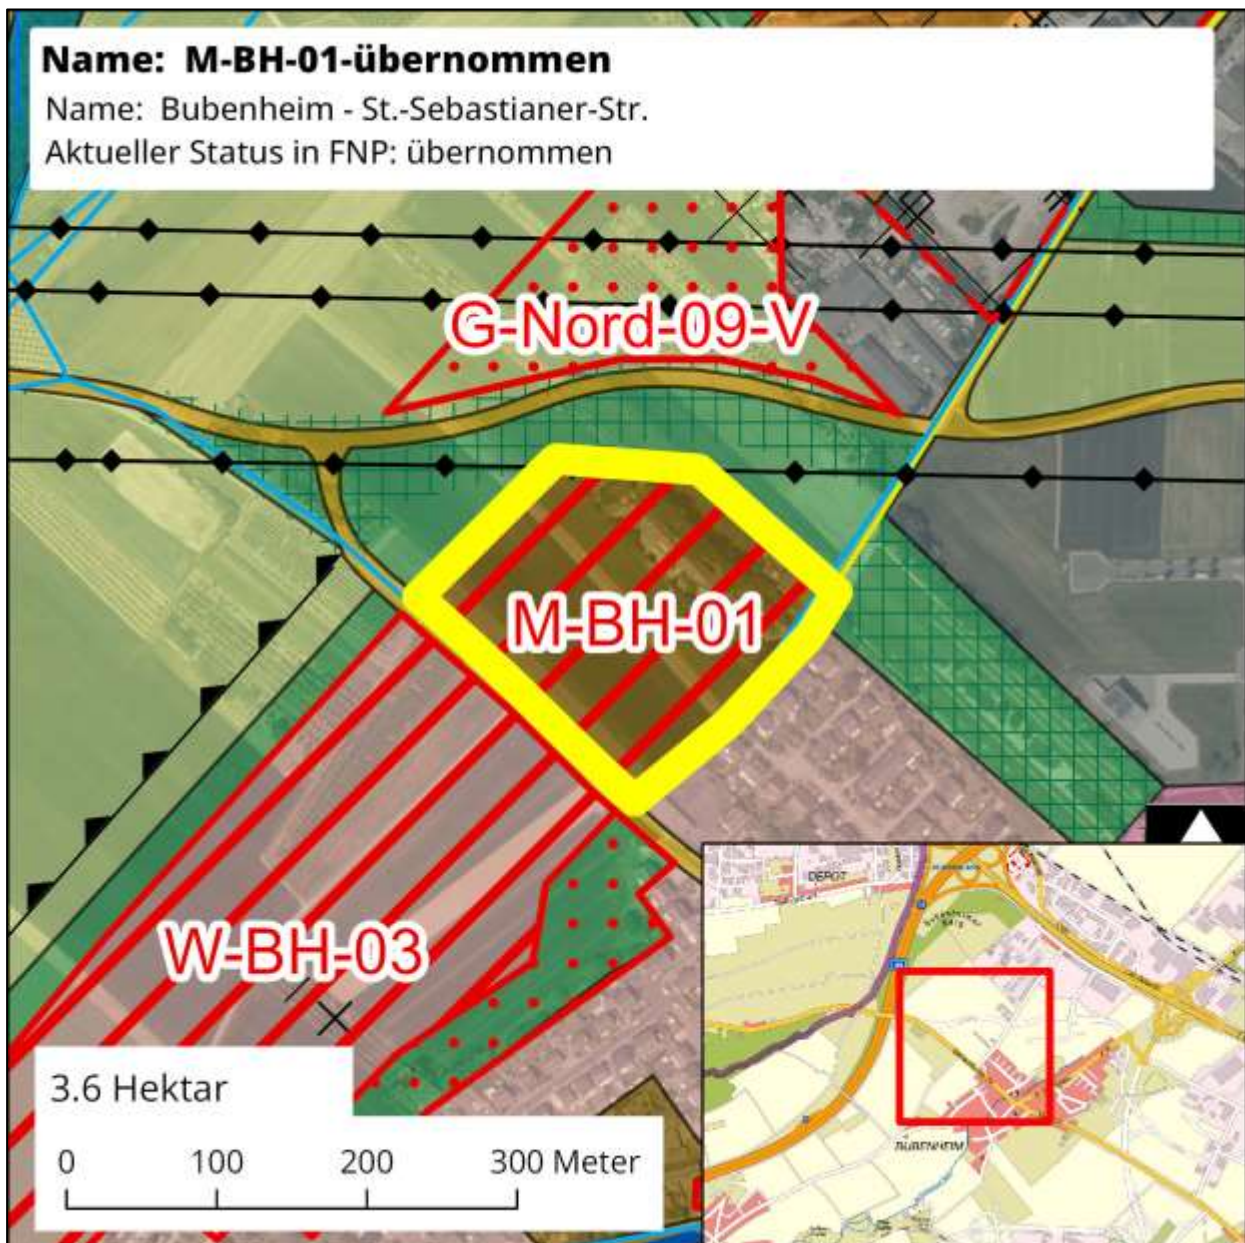 Name: M-BH-01-übernommen
Name: Bubenheim - St.-Sebastianer-Str.
Aktueller Status in FNP: übernommen
G-Nord-09-V
M-BH-01
W-BH-03
3.6 Hektar
0 100 200 300 Meter
DEPOT
BUBENHEIM